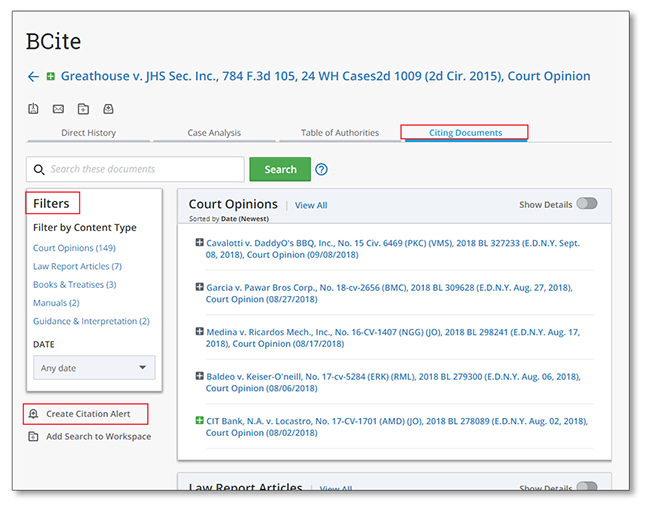 BCite
Greathouse v. JHS Sec. Inc., 784 F.3d 105, 24 WH Cases2d 1009 (2d Cir. 2015), Court Opinion
Direct History
Case Analysis
Table of Authorities
Citing Documents
Search these documents
Search
?
Filters
Filter by Content Type
Court Opinions (149)
Law Report Articles (7)
Books & Treatises (3)
Manuals (2)
Guidance & Interpretation (2)
DATE
Any date
Create Citation Alert
Add Search to Workspace
Court Opinions | View All
Show Details
Sorted by Date (Newest)
Cavalotti v. DaddyO's BBQ, Inc., No. 15 Civ. 6469 (PKC) (VMS), 2018 BL 327233 (E.D.N.Y. Sept.
08, 2018), Court Opinion (09/08/2018)
Garcia v. Pawar Bros Corp., No. 18-cv-2656 (BMC), 2018 BL 309628 (E.D.N.Y. Aug. 27, 2018),
Court Opinion (08/27/2018)
Medina v. Ricardos Mech., Inc., No. 16-CV-1407 (NGG) (JO), 2018 BL 298241 (E.D.N.Y. Aug. 17,
2018), Court Opinion (08/17/2018)
Baldeo v. Keiser-O'neill, No. 17-cv-5284 (ERK) (RML), 2018 BL 279300 (E.D.N.Y. Aug. 06, 2018),
Court Opinion (08/06/2018)
CIT Bank, N.A. v. Locastro, No. 17-CV-1701 (AMD) (JO), 2018 BL 278089 (E.D.N.Y. Aug. 02, 2018),
Court Opinion (08/02/2018)
Law Report Articles | View All
Show Details